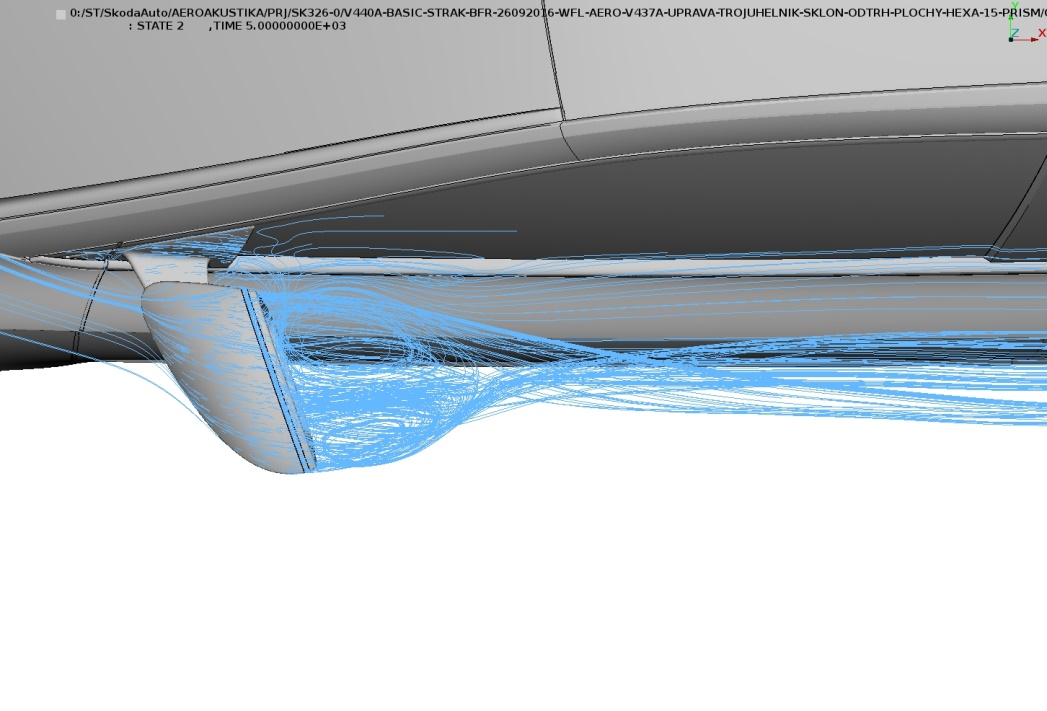 0:/ST/SkodaAuto/AEROAKUSTIKA/PRJ/SK326-0/V440A-BASIC-STRAK-BFR-26092016-WFL-AERO-V437A-UPRAVA-TROJUHELNIK-SKLON-ODTRH-PLOCHY-HEXA-15-PRISM/
: STATE 2 ,TIME 5.00000000E+03
Y
Z X